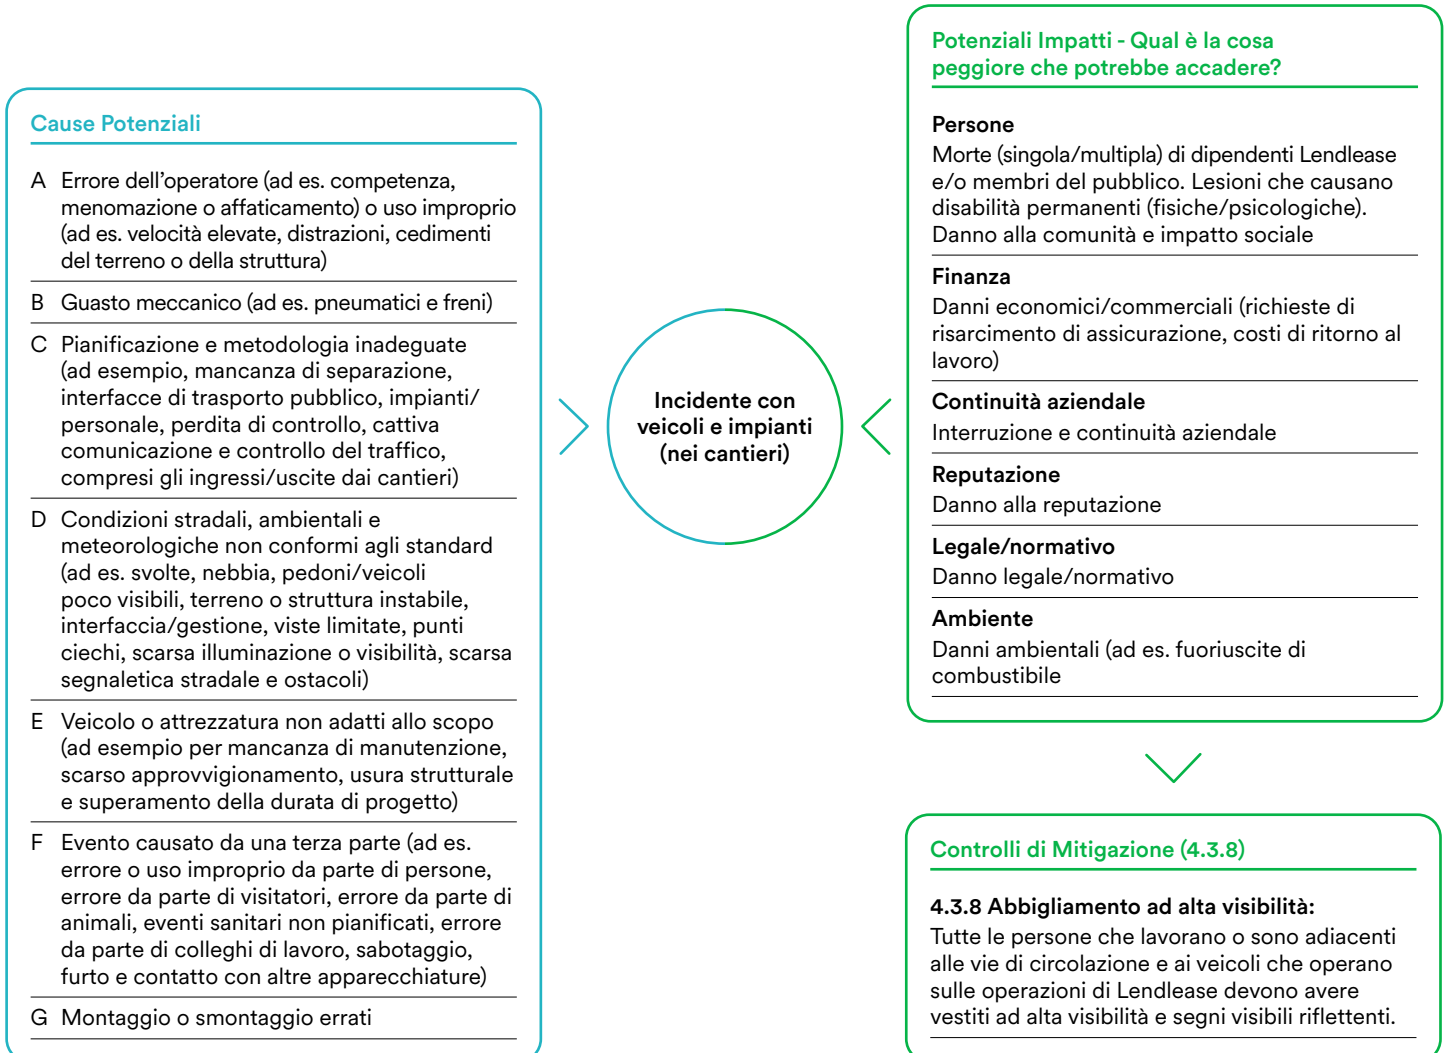 Cause Potenziali
A Errore dell'operatore (ad es. competenza,
menomazione o affaticamento) o uso improprio
(ad es. velocità elevate, distrazioni, cedimenti
del terreno o della struttura)
B Guasto meccanico (ad es. pneumatici e freni)
C Pianificazione e metodologia inadeguate
(ad esempio, mancanza di separazione,
interfacce di trasporto pubblico, impianti/
personale, perdita di controllo, cattiva
comunicazione e controllo del traffico,
compresi gli ingressi/uscite dai cantieri)
D Condizioni stradali, ambientali e
meteorologiche non conformi agli standard
(ad es. svolte, nebbia, pedoni/veicoli
poco visibili, terreno o struttura instabile,
interfaccia/gestione, viste limitate, punti
ciechi, scarsa illuminazione o visibilità, scarsa
segnaletica stradale e ostacoli)
E Veicolo o attrezzatura non adatti allo scopo
(ad esempio per mancanza di manutenzione,
scarso approvvigionamento, usura strutturale
e superamento della durata di progetto)
F Evento causato da una terza parte (ad es.
errore o uso improprio da parte di persone,
errore da parte di visitatori, errore da parte di
animali, eventi sanitari non pianificati, errore
da parte di colleghi di lavoro, sabotaggio,
furto e contatto con altre apparecchiature)
G Montaggio o smontaggio errati
Incidente con
veicoli e impianti
(nei cantieri)
Potenziali Impatti - Qual è la cosa
peggiore che potrebbe accadere?
Persone
Morte (singola/multipla) di dipendenti Lendlease
e/o membri del pubblico. Lesioni che causano
disabilità permanenti (fisiche/psicologiche).
Danno alla comunità e impatto sociale
Finanza
Danni economici/commerciali (richieste di
risarcimento di assicurazione, costi di ritorno al
lavoro)
Continuità aziendale
Interruzione e continuità aziendale
Reputazione
Danno alla reputazione
Legale/normativo
Danno legale/normativo
Ambiente
Danni ambientali (ad es. fuoriuscite di
combustibile
Controlli di Mitigazione (4.3.8)
4.3.8 Abbigliamento ad alta visibilità:
Tutte le persone che lavorano o sono adiacenti
alle vie di circolazione e ai veicoli che operano
sulle operazioni di Lendlease devono avere
vestiti ad alta visibilità e segni visibili riflettenti.